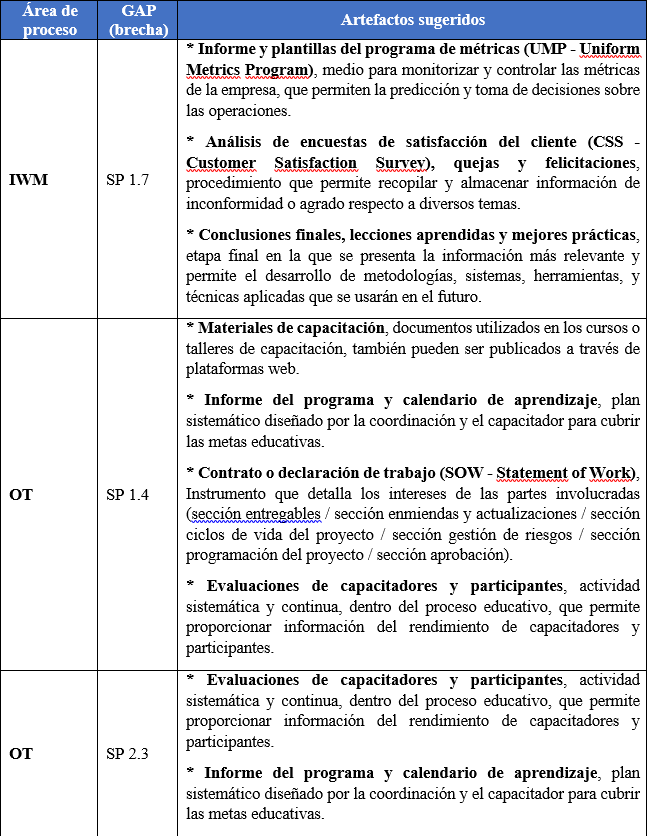 Área de
proceso
GAP
(brecha)
Artefactos sugeridos
IWM
SP 1.7
* Informe y plantillas del programa de métricas (UMP - Uniform
Metrics Program), medio para monitorizar y controlar las métricas
de la empresa, que permiten la predicción y toma de decisiones sobre
las operaciones.
* Análisis de encuestas de satisfacción del cliente (CSS -
Customer Satisfaction Survey), quejas y felicitaciones,
procedimiento que permite recopilar y almacenar información de
inconformidad o agrado respecto a diversos temas.
* Conclusiones finales, lecciones aprendidas y mejores prácticas,
etapa final en la que se presenta la información más relevante y
permite el desarrollo de metodologías, sistemas, herramientas, y
técnicas aplicadas que se usarán en el futuro.
OT
SP 1.4
* Materiales de capacitación, documentos utilizados en los cursos o
talleres de capacitación, también pueden ser publicados a través de
plataformas web.
* Informe del programa y calendario de aprendizaje, plan
sistemático diseñado por la coordinación y el capacitador para cubrir
las metas educativas.
* Contrato o declaración de trabajo (SOW - Statement of Work),
Instrumento que detalla los intereses de las partes involucradas
(sección entregables / sección enmiendas y actualizaciones / sección
ciclos de vida del proyecto / sección gestión de riesgos / sección
programación del proyecto / sección aprobación).
* Evaluaciones de capacitadores y participantes, actividad
sistemática y continua, dentro del proceso educativo, que permite
proporcionar información del rendimiento de capacitadores y
participantes.
OT
SP 2.3
* Evaluaciones de capacitadores y participantes, actividad
sistemática y continua, dentro del proceso educativo, que permite
proporcionar información del rendimiento de capacitadores y
participantes.
* Informe del programa y calendario de aprendizaje, plan
sistemático diseñado por la coordinación y el capacitador para cubrir
las metas educativas.